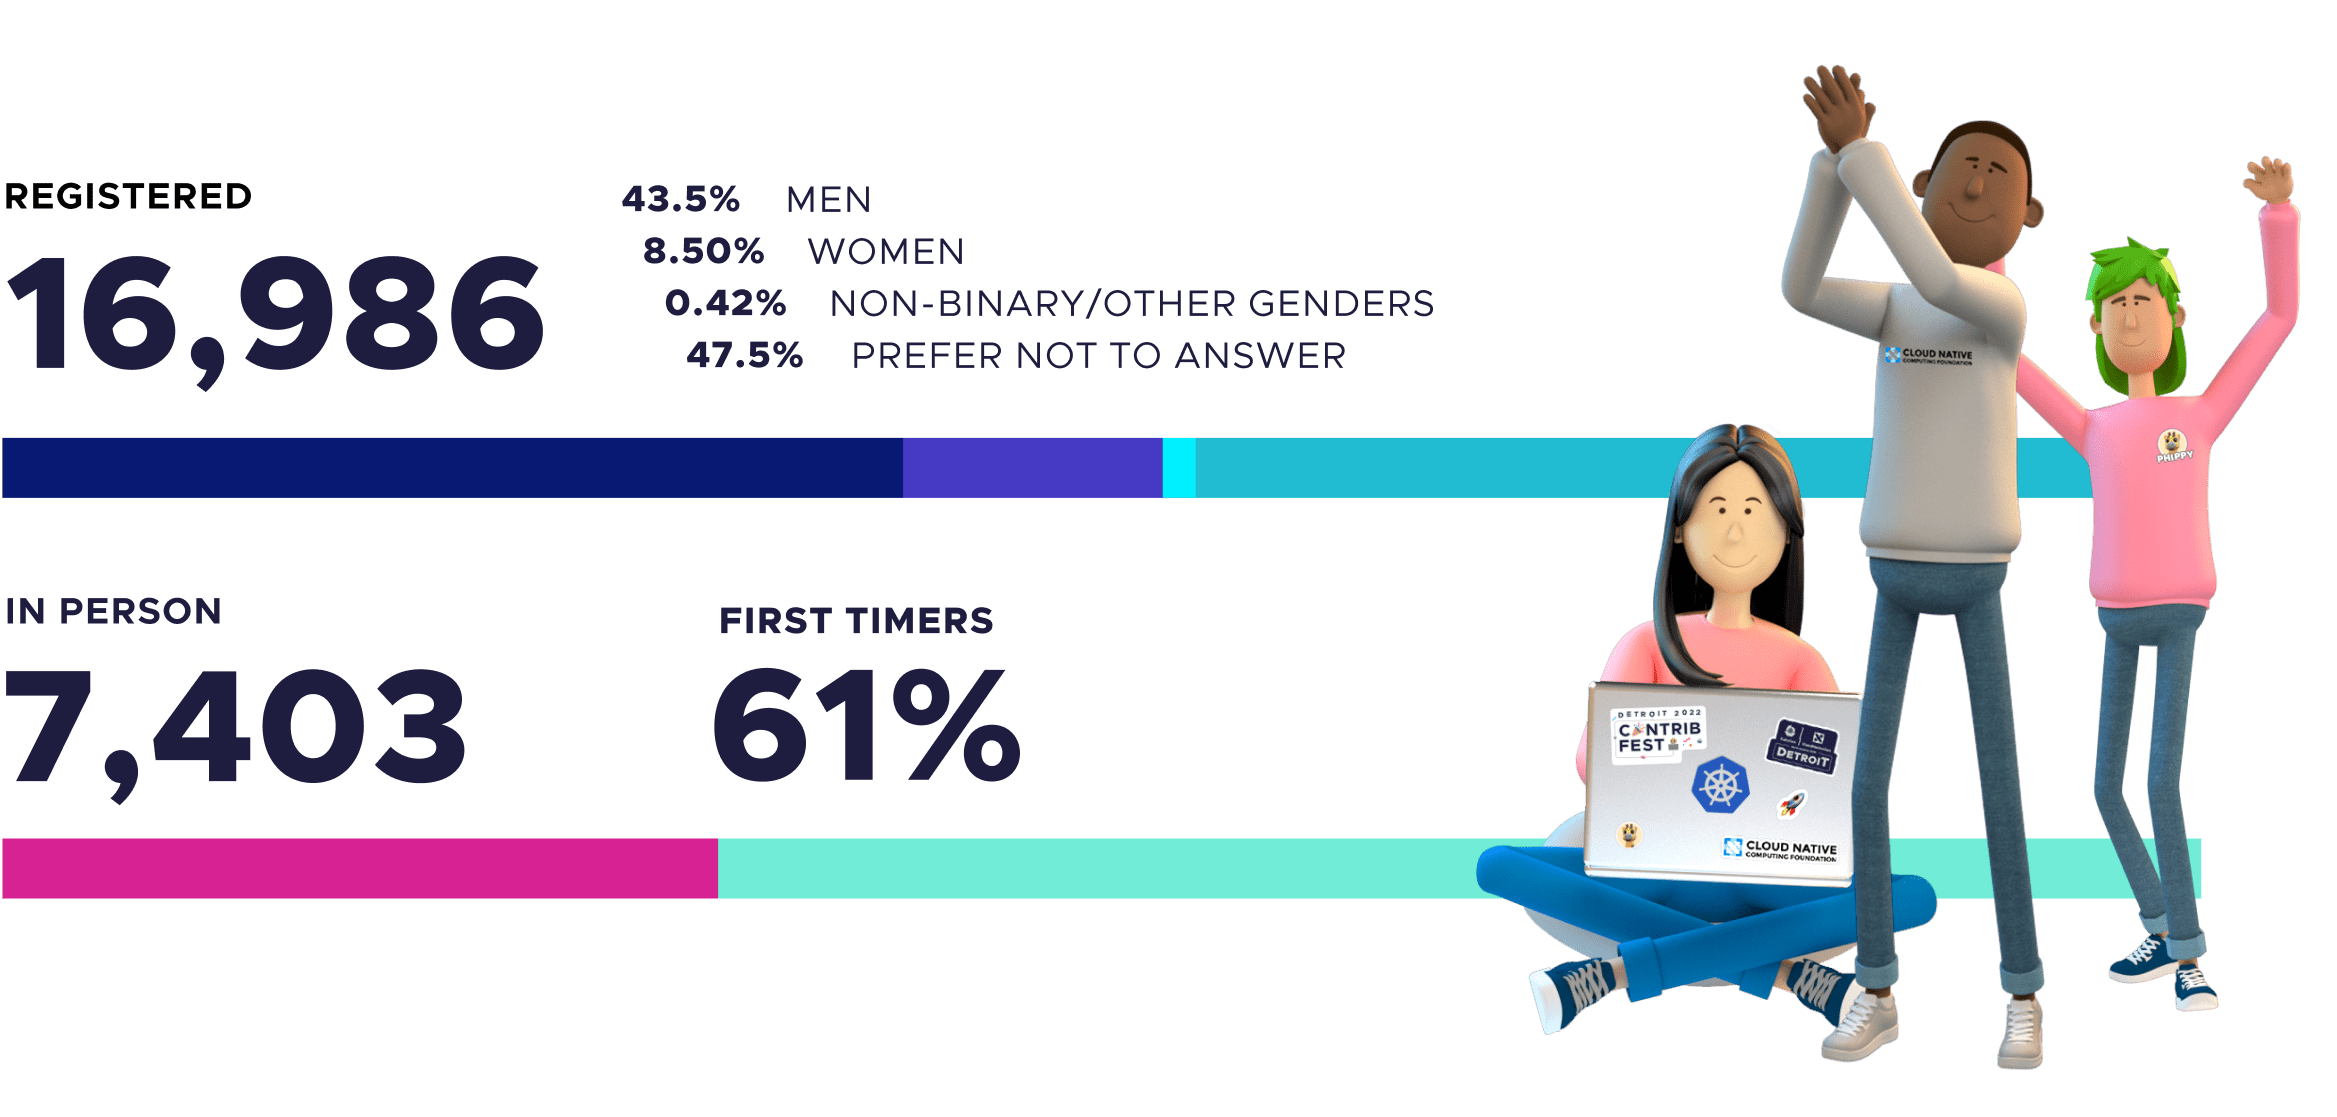 REGISTERED
16,986
43.5% MEN
8.50% WOMEN
0.42% NON-BINARY/OTHER GENDERS
47.5% PREFER NOT TO ANSWER
IN PERSON
7,403
FIRST TIMERS
61%
CLOUD NATIVE
COMPUTING FOUNDATION
PHIPPY
DETROIT 2022
CONTRIB
FEST
DETROIT
CLOUD NATIVE
COMPUTING FOUNDATION